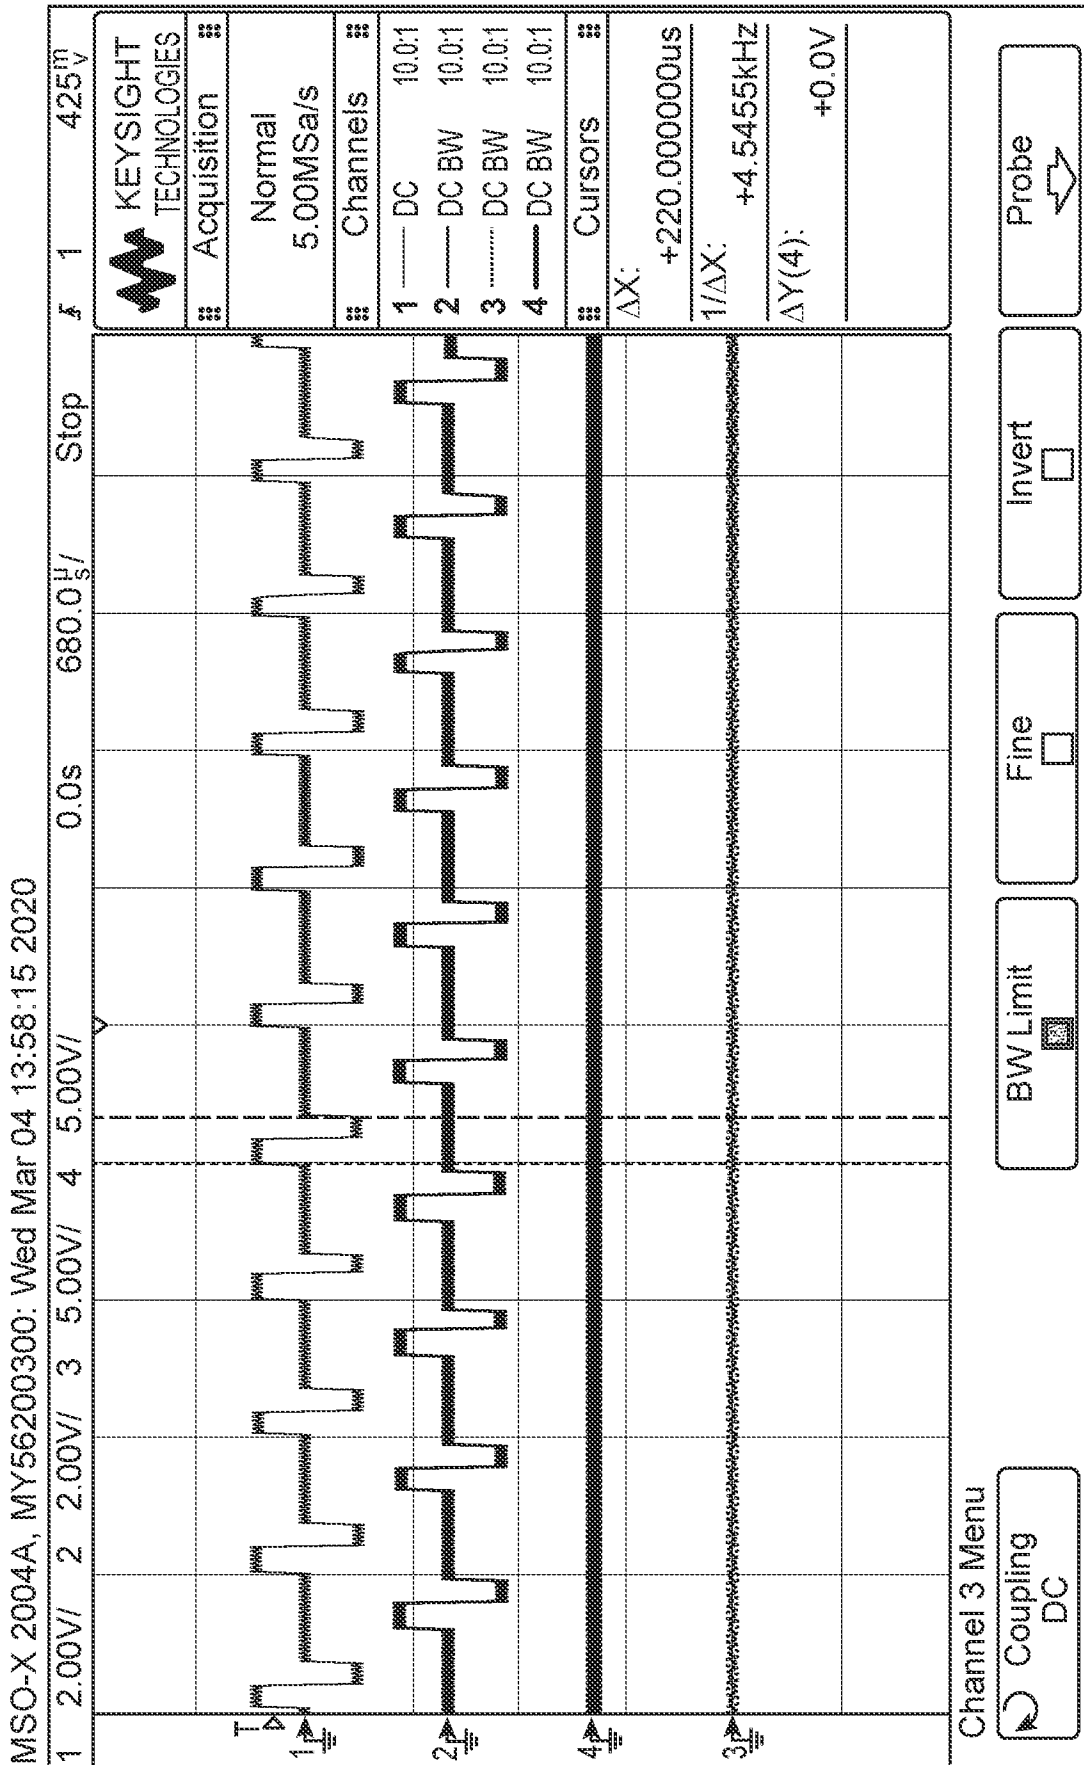 MSO-X 2004A, MY56200300: Wed Mar 04 13:58:15 2020
1 2.00V/ 2 2.00V/ 3 5.00V/ 4 5.00V/ 0.0s 680.0µs/ Stop 1 425mV
KEYSIGHT
TECHNOLOGIES
Acquisition
Normal
5.00MSa/s
Channels
1 DC 10.0:1
2 DC BW 10.0:1
3 DC BW 10.0:1
4 DC BW 10.0:1
Cursors
ΔX:
+220.000000us
1/ΔX:
+4.5455kHz
ΔY(4):
+0.0V
T
1
2
4
3
Channel 3 Menu
Coupling
DC
BW Limit
Fine
Invert
Probe